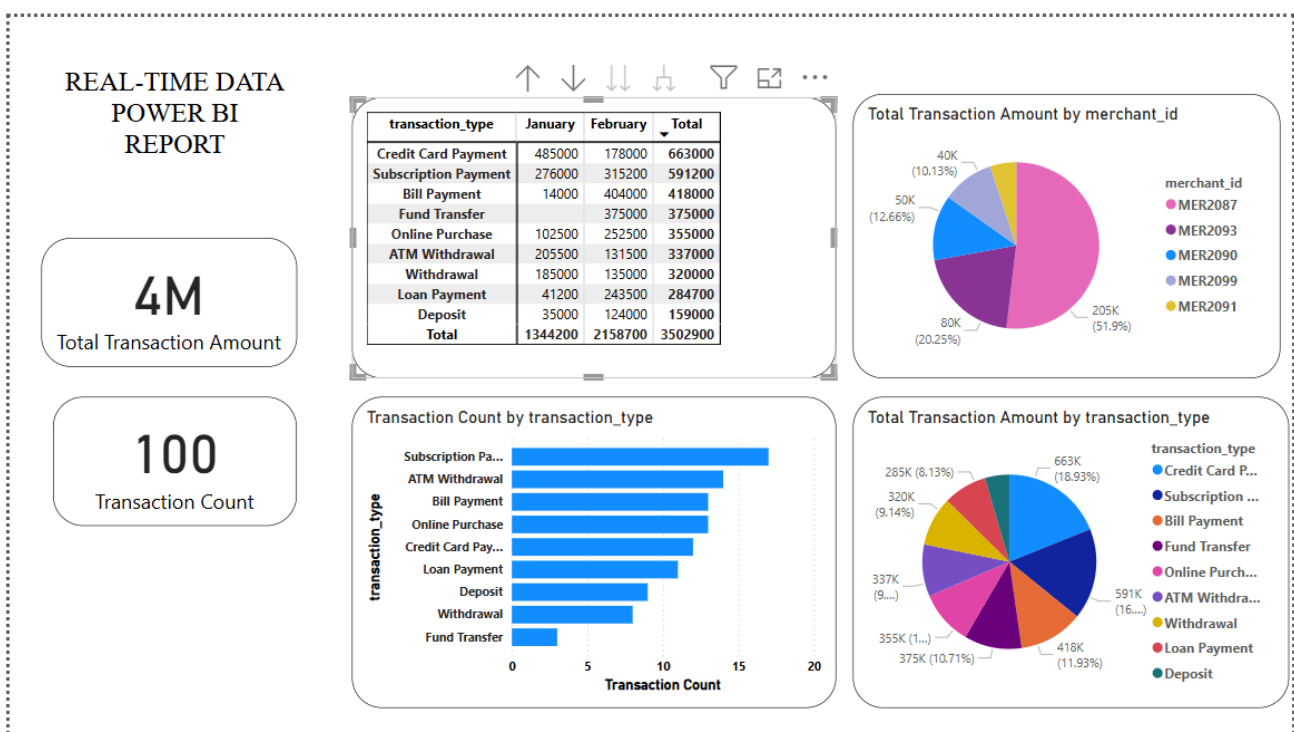 REAL-TIME DATA
POWER BI
REPORT
4M
Total Transaction Amount
100
Transaction Count
transaction_type January February Total
Credit Card Payment 485000 178000 663000
Subscription Payment 276000 315200 591200
Bill Payment 14000 404000 418000
Fund Transfer 375000 375000
Online Purchase 102500 252500 355000
ATM Withdrawal 205500 131500 337000
Withdrawal 185000 135000 320000
Loan Payment 41200 243500 284700
Deposit 35000 124000 159000
Total 1344200 2158700 3502900
Total Transaction Amount by merchant_id
40K
(10.13%)
50K
(12.66%)
80K
(20.25%)
205K
(51.9%)
merchant_id
MER2087
MER2093
MER2090
MER2099
MER2091
Transaction Count by transaction_type
transaction_type
Subscription Pa...
ATM Withdrawal
Bill Payment
Online Purchase
Credit Card Pay...
Loan Payment
Deposit
Withdrawal
Fund Transfer
0 5 10 15 20
Transaction Count
Total Transaction Amount by transaction_type
285K (8.13%)
320K
(9.14%)
337K
(9....)
355K (1...)
375K (10.71%)
663K
(18.93%)
591K
(16....)
418K
(11.93%)
transaction_type
Credit Card P...
Subscription ...
Bill Payment
Fund Transfer
Online Purch...
ATM Withdra...
Withdrawal
Loan Payment
Deposit